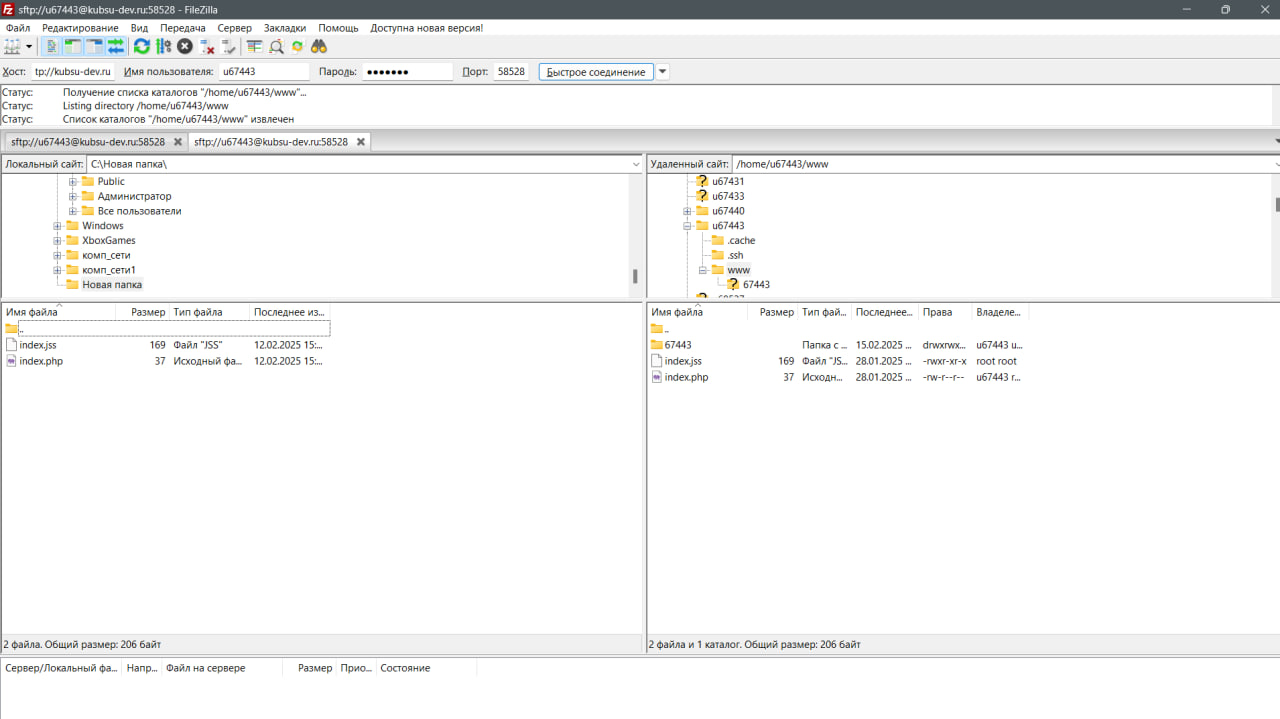 sftp://u67443@kubsu-dev.ru:58528 - FileZilla
Файл Редактирование Вид Передача Сервер Закладки Помощь Доступна новая версия!
Хост: tp://kubsu-dev.ru Имя пользователя: u67443 Пароль: ●●●●●●● Порт: 58528 Быстрое соединение
Статус: Получение списка каталогов "/home/u67443/www"...
Статус: Listing directory /home/u67443/www
Статус: Список каталогов "/home/u67443/www" извлечен
sftp://u67443@kubsu-dev.ru:58528 sftp://u67443@kubsu-dev.ru:58528
Локальный сайт: C:\Новая папка\
Public
Администратор
Все пользователи
Windows
XboxGames
комп_сети
комп_сети1
Новая папка
Удаленный сайт: /home/u67443/www
u67431
u67433
u67440
u67443
.cache
.ssh
www
67443
Имя файла Размер Тип файла Последнее из...
..
index.jss 169 Файл "JSS" 12.02.2025 15:...
index.php 37 Исходный фа... 12.02.2025 15:...
2 файла. Общий размер: 206 байт
Имя файла Размер Тип фай... Последнее... Права Владеле...
..
67443 Папка с ... 15.02.2025 ... drwxrwx... u67443 u...
index.jss 169 Файл "JS... 28.01.2025 ... -rwxr-xr-x root root
index.php 37 Исходн... 28.01.2025 ... -rw-r--r-- u67443 r...
2 файла и 1 каталог. Общий размер: 206 байт
Сервер/Локальный фа... Напр... Файл на сервере Размер Прио... Состояние